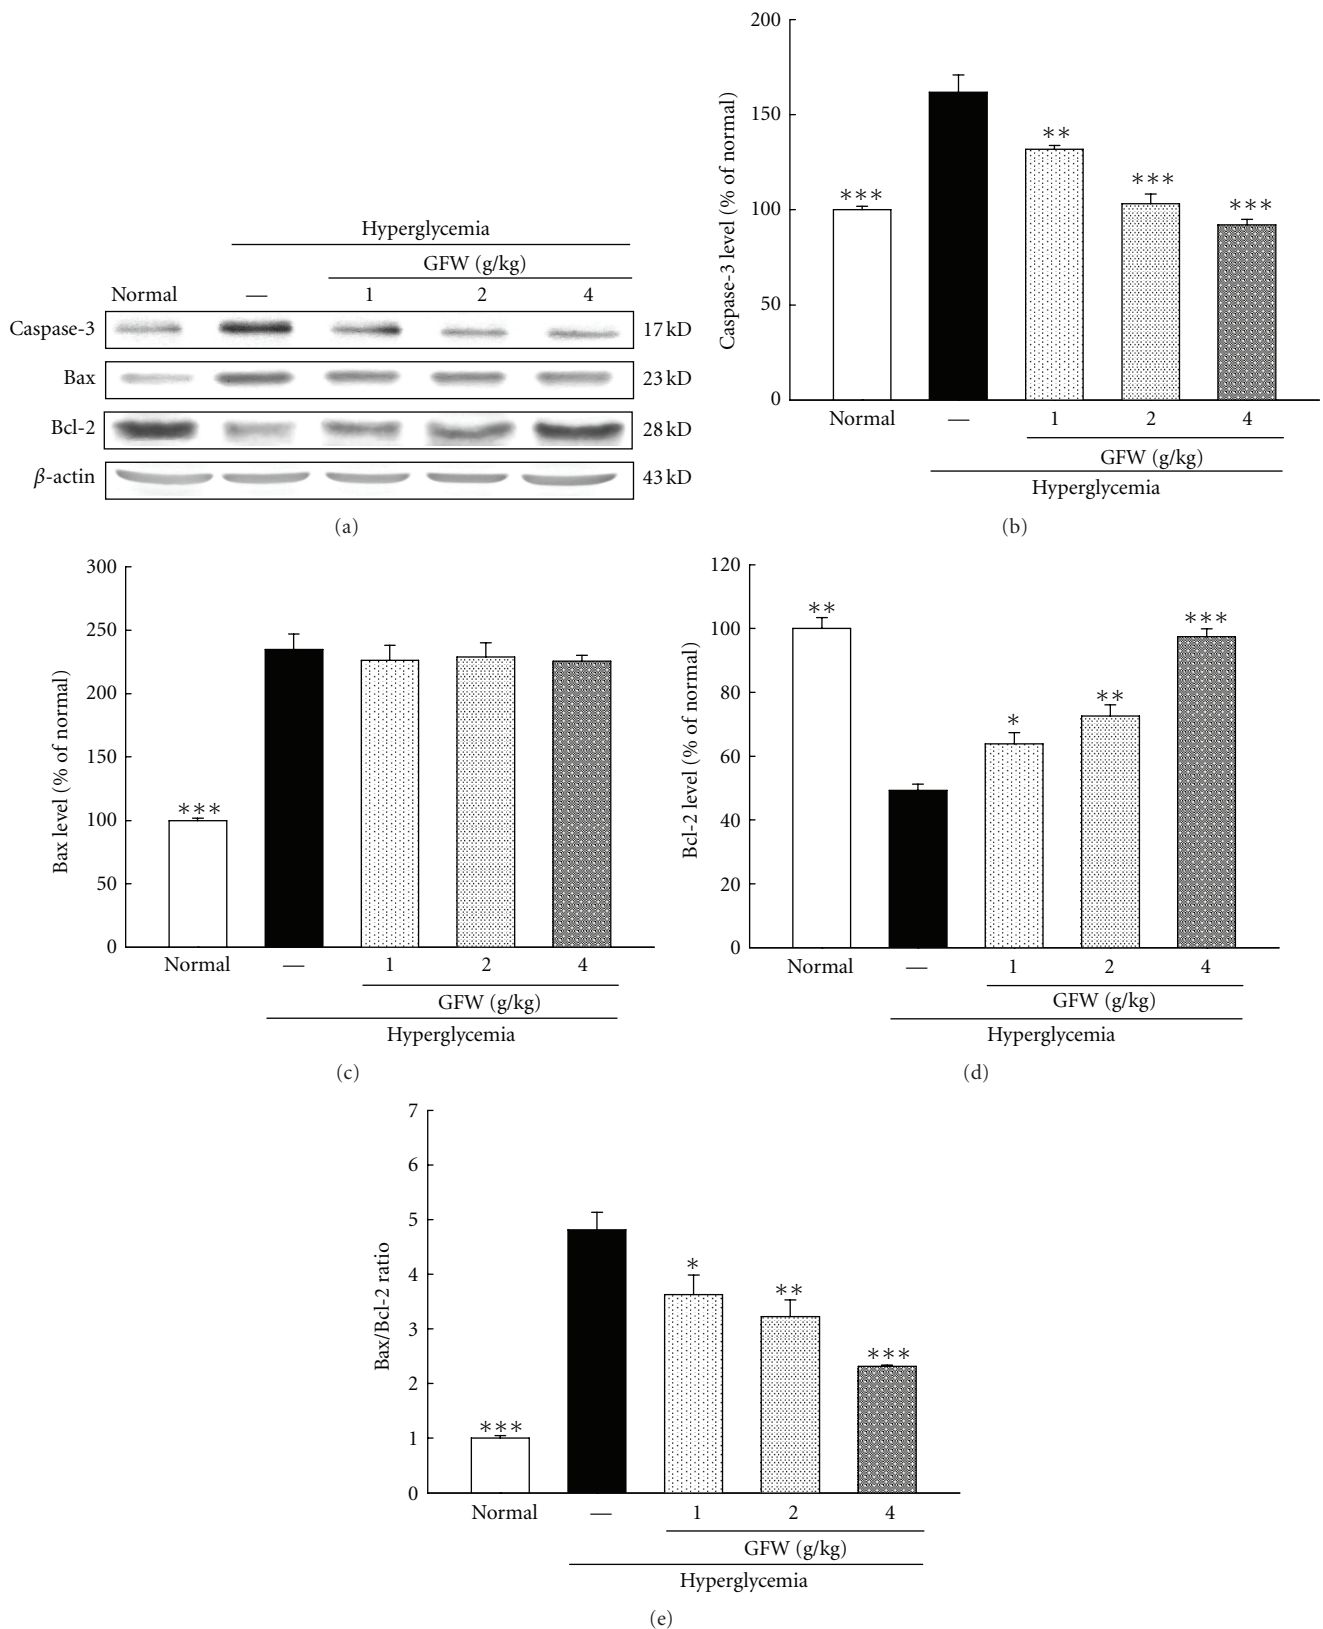 Hyperglycemia
GFW (g/kg)
Normal — 1 2 4
Caspase-3 17 kD
Bax 23 kD
Bcl-2 28 kD
β-actin 43 kD
(a)
Caspase-3 level (% of normal)
200
150
100
50
0
***
**
***
***
Normal — 1 2 4
GFW (g/kg)
Hyperglycemia
(b)
Bax level (% of normal)
300
250
200
150
100
50
0
***
Normal — 1 2 4
GFW (g/kg)
Hyperglycemia
(c)
Bcl-2 level (% of normal)
120
100
80
60
40
20
0
**
*
**
***
Normal — 1 2 4
GFW (g/kg)
Hyperglycemia
(d)
Bax/Bcl-2 ratio
7
6
5
4
3
2
1
0
***
*
**
***
Normal — 1 2 4
GFW (g/kg)
Hyperglycemia
(e)